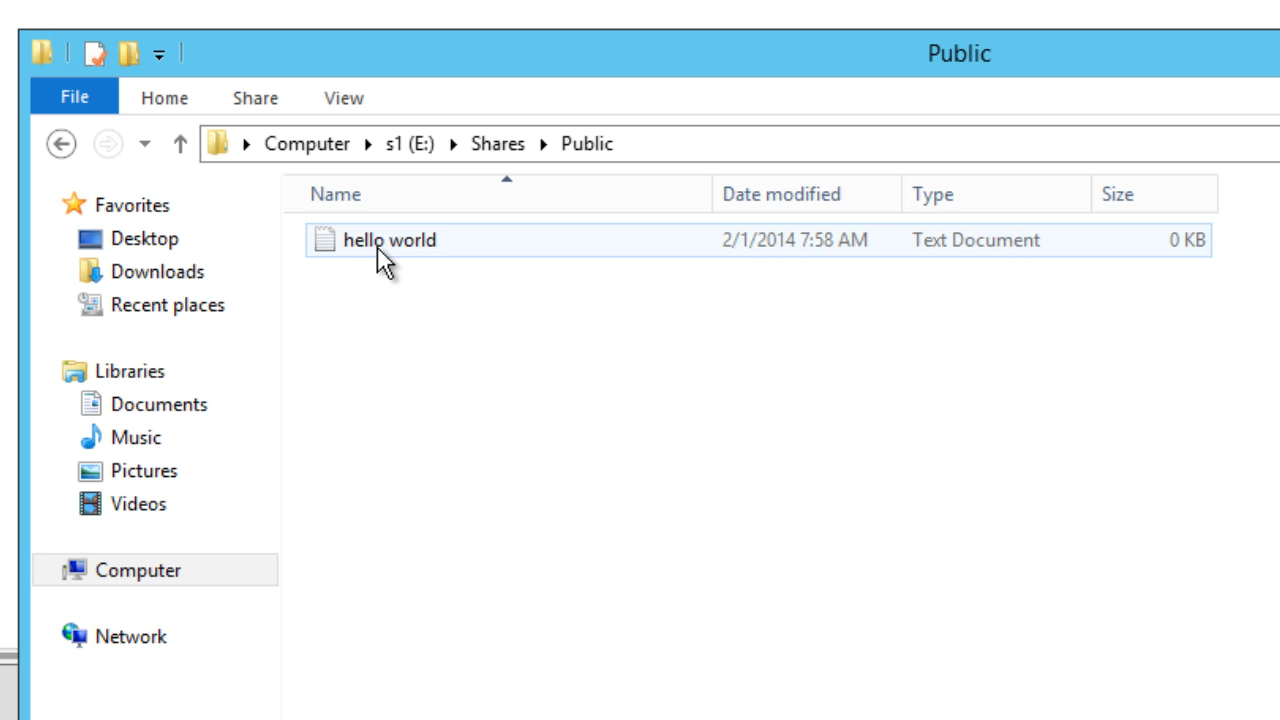 Public
File Home Share View
Computer s1 (E:) Shares Public
Name Date modified Type Size
hello world 2/1/2014 7:58 AM Text Document 0 KB
Favorites
Desktop
Downloads
Recent places
Libraries
Documents
Music
Pictures
Videos
Computer
Network